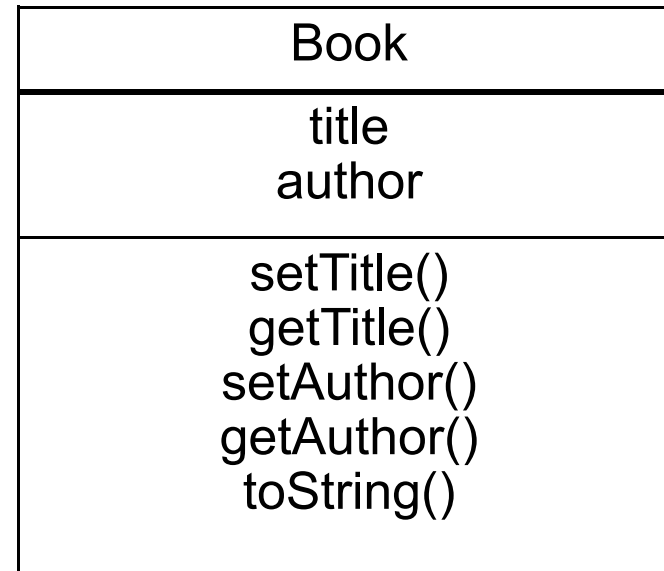 Book
title
author
setTitle()
getTitle()
setAuthor()
getAuthor()
toString()